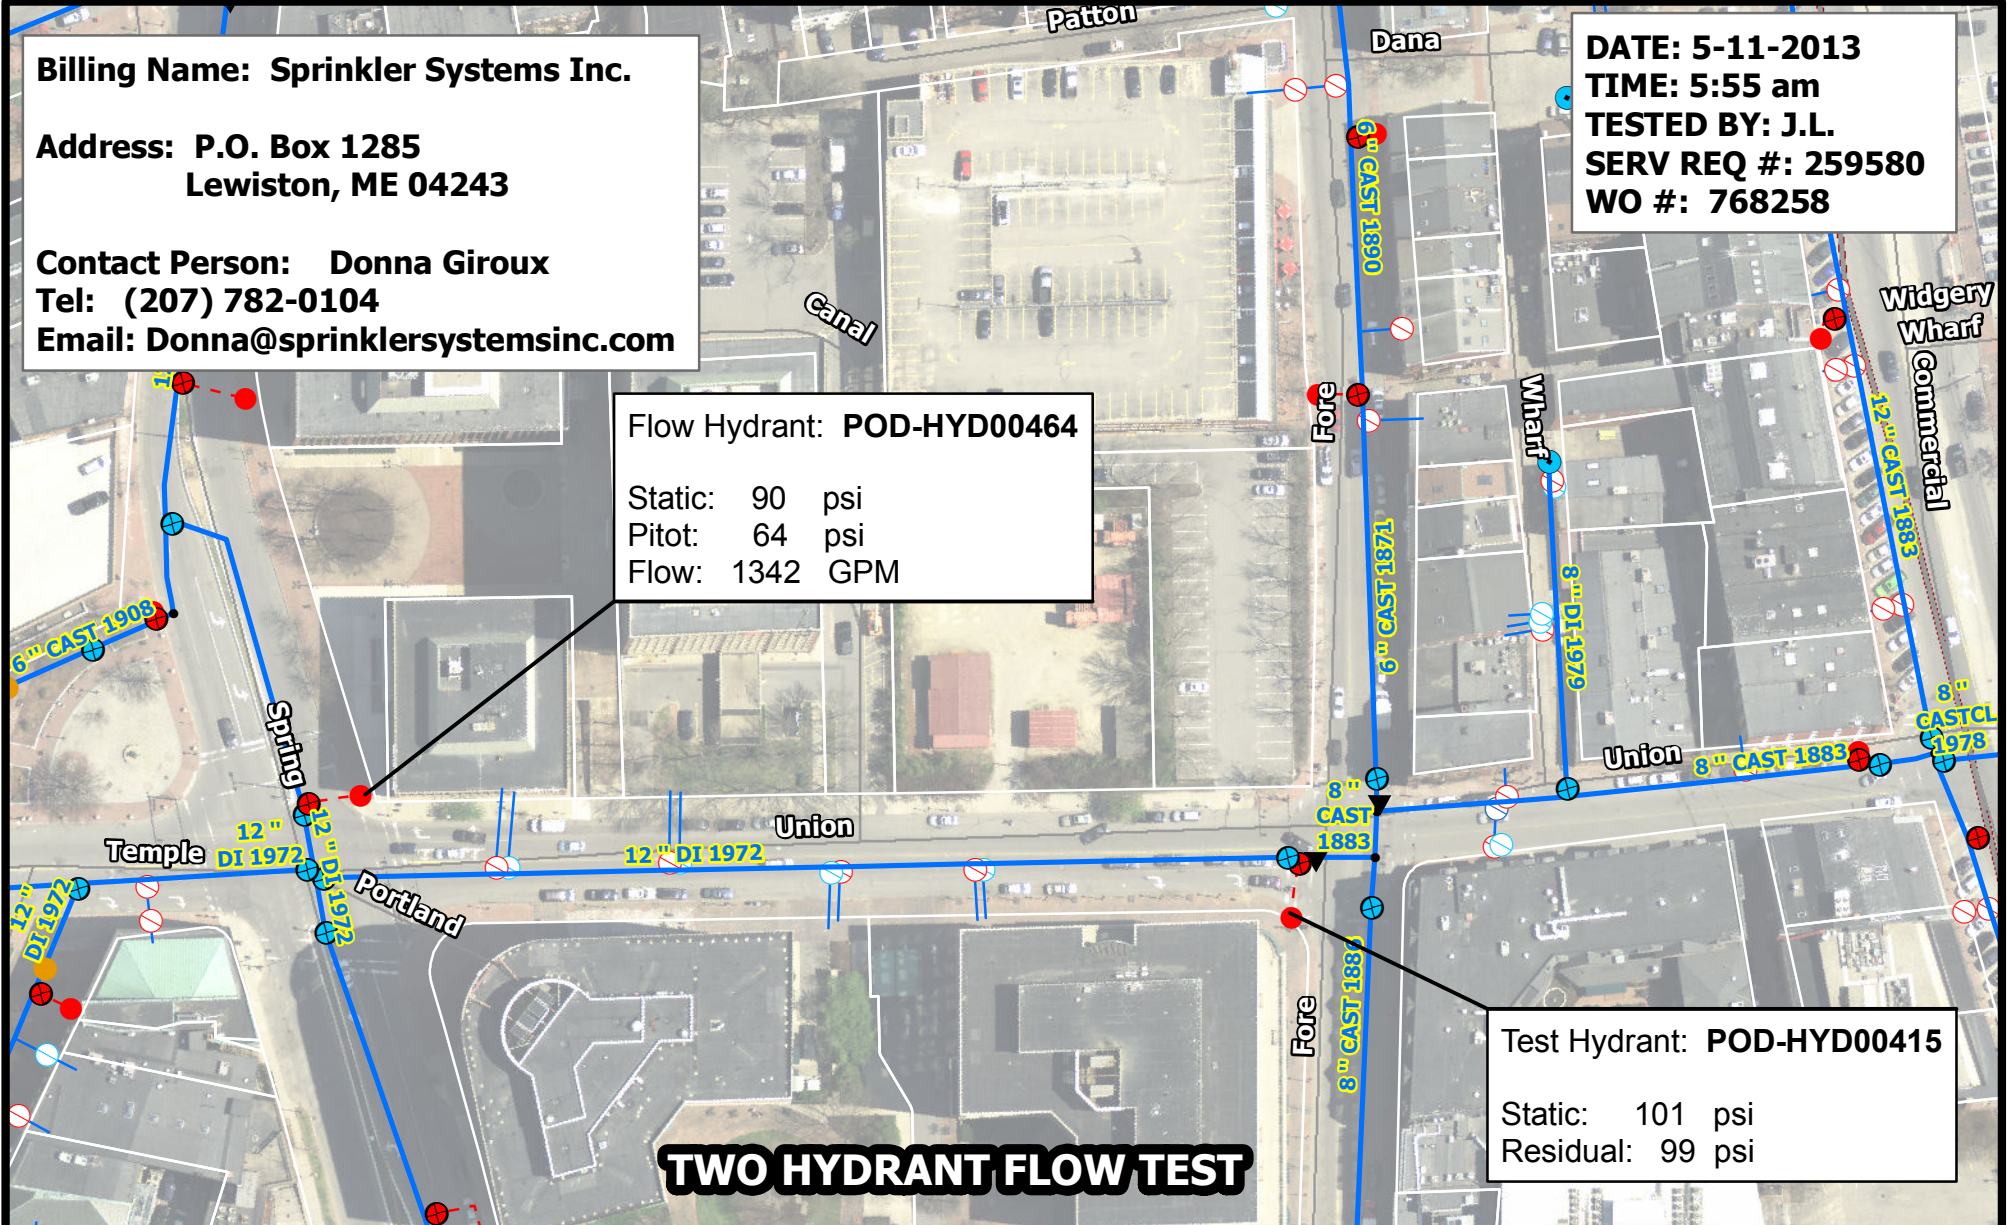 Patton
Dana
Billing Name: Sprinkler Systems Inc.
Address: P.O. Box 1285
Lewiston, ME 04243
Contact Person: Donna Giroux
Tel: (207) 782-0104
Email: Donna@sprinklersystemsinc.com
DATE: 5-11-2013
TIME: 5:55 am
TESTED BY: J.L.
SERV REQ #: 259580
WO #: 768258
6 " CAST 1890
Canal
Widgery
Wharf
Commercial
12 " CAST 1883
Fore
Wharf
Flow Hydrant: POD-HYD00464
Static: 90 psi
Pitot: 64 psi
Flow: 1342 GPM
6 " CAST 1871
8 " DI 1979
6 " CAST 1908
Spring
8 "
CASTCL
1978
Union
8 " CAST 1883
8 "
CAST
1883
Union
12 " DI 1972
12 "
DI 1972
12 " DI 1972
Temple
Portland
12 "
DI 1972
8 " CAST 1886
Fore
Test Hydrant: POD-HYD00415
Static: 101 psi
Residual: 99 psi
TWO HYDRANT FLOW TEST